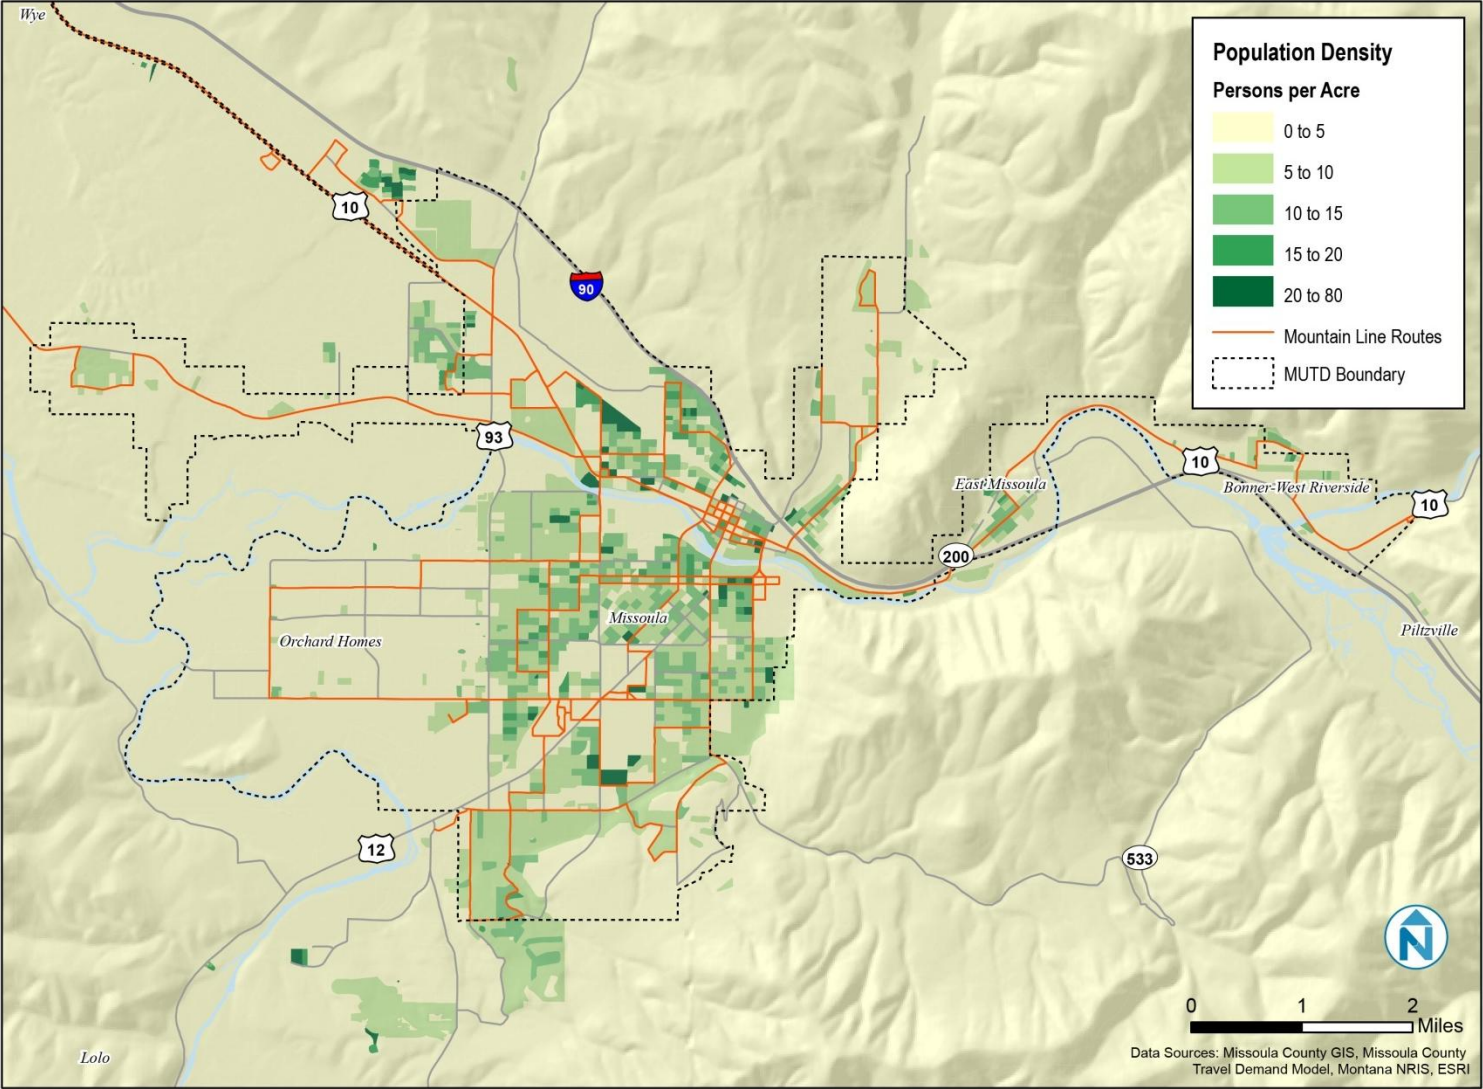 Wye
Population Density
Persons per Acre
0 to 5
5 to 10
10 to 15
15 to 20
20 to 80
Mountain Line Routes
MUTD Boundary
10
90
93
10
East Missoula
Bonner-West Riverside
10
200
Missoula
Orchard Homes
Piltzville
12
533
N
0 1 2
Miles
Data Sources: Missoula County GIS, Missoula County
Travel Demand Model, Montana NRIS, ESRI
Lolo